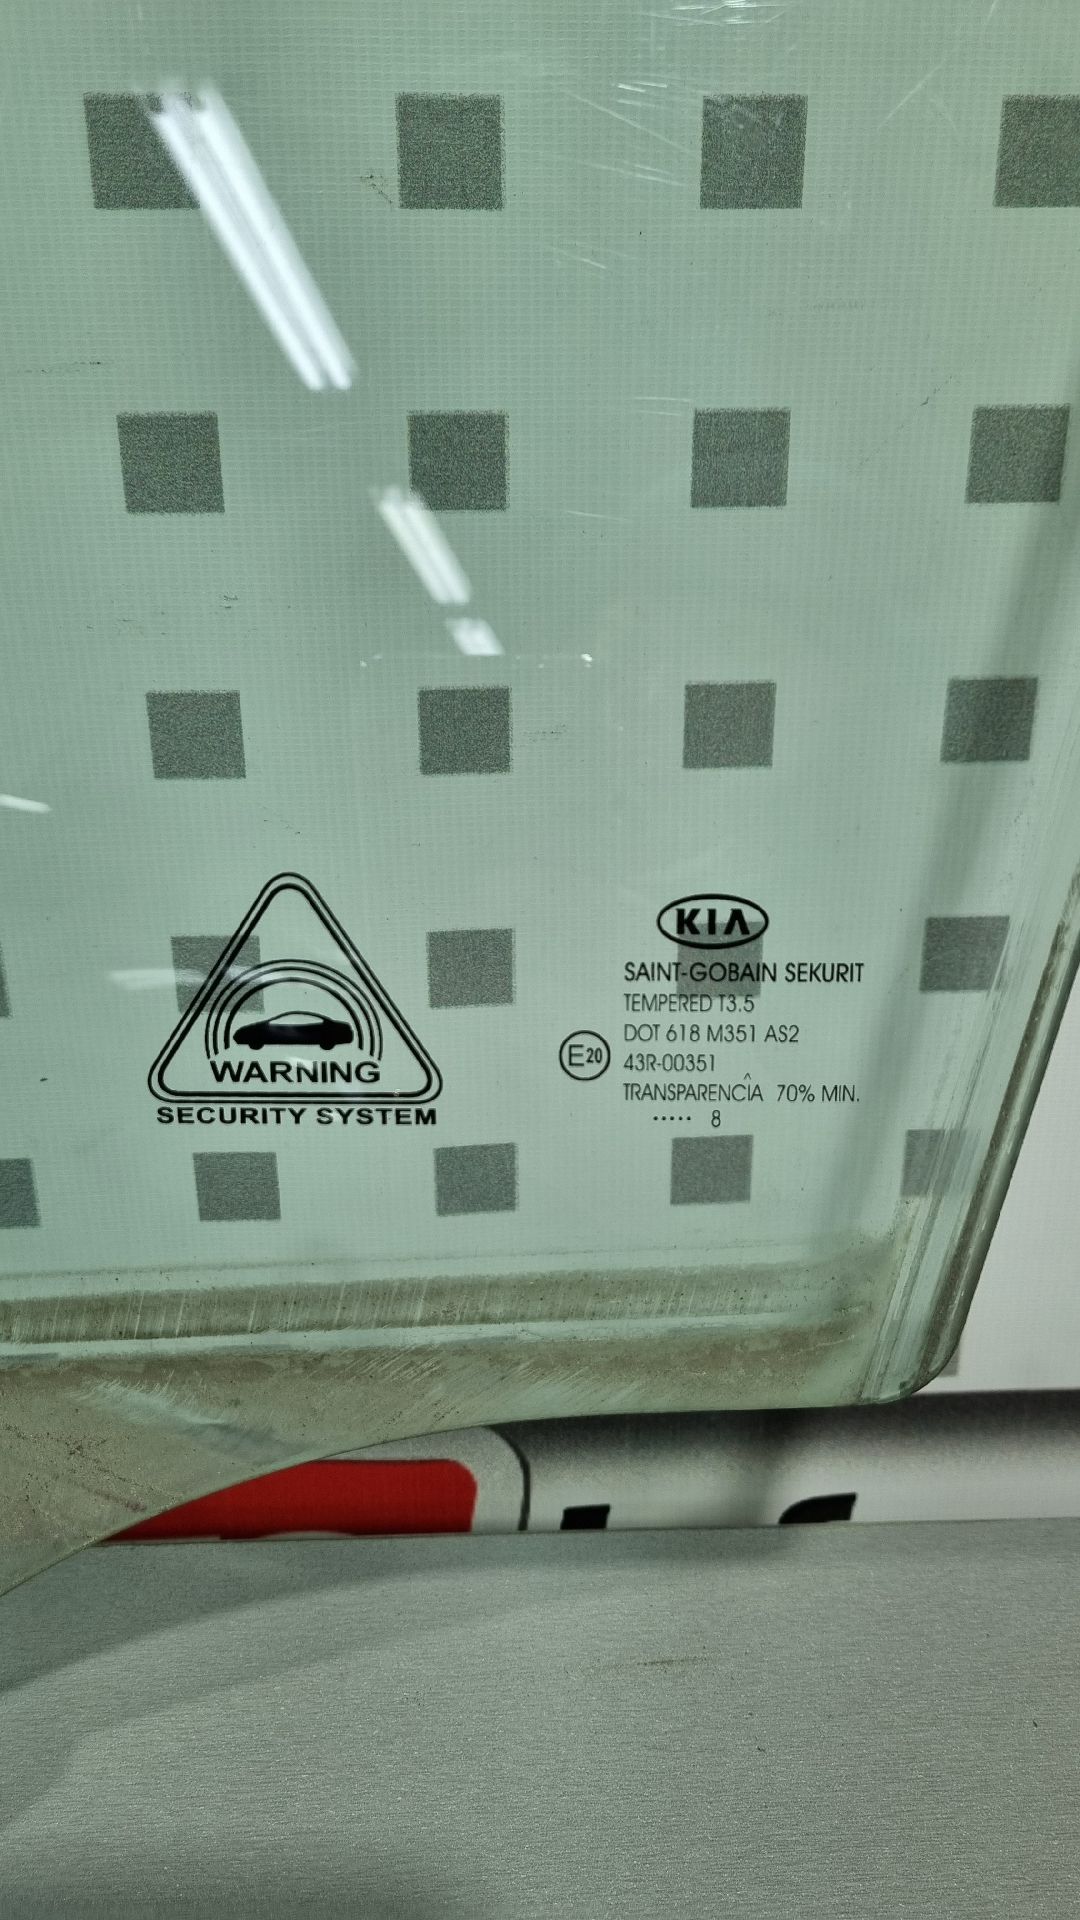 WARNING
SECURITY SYSTEM
KIA
SAINT-GOBAIN SEKURIT
TEMPERED T3.5
DOT 618 M351 AS2
E20
43R-00351
TRANSPARENCÎA 70% MIN.
..... 8